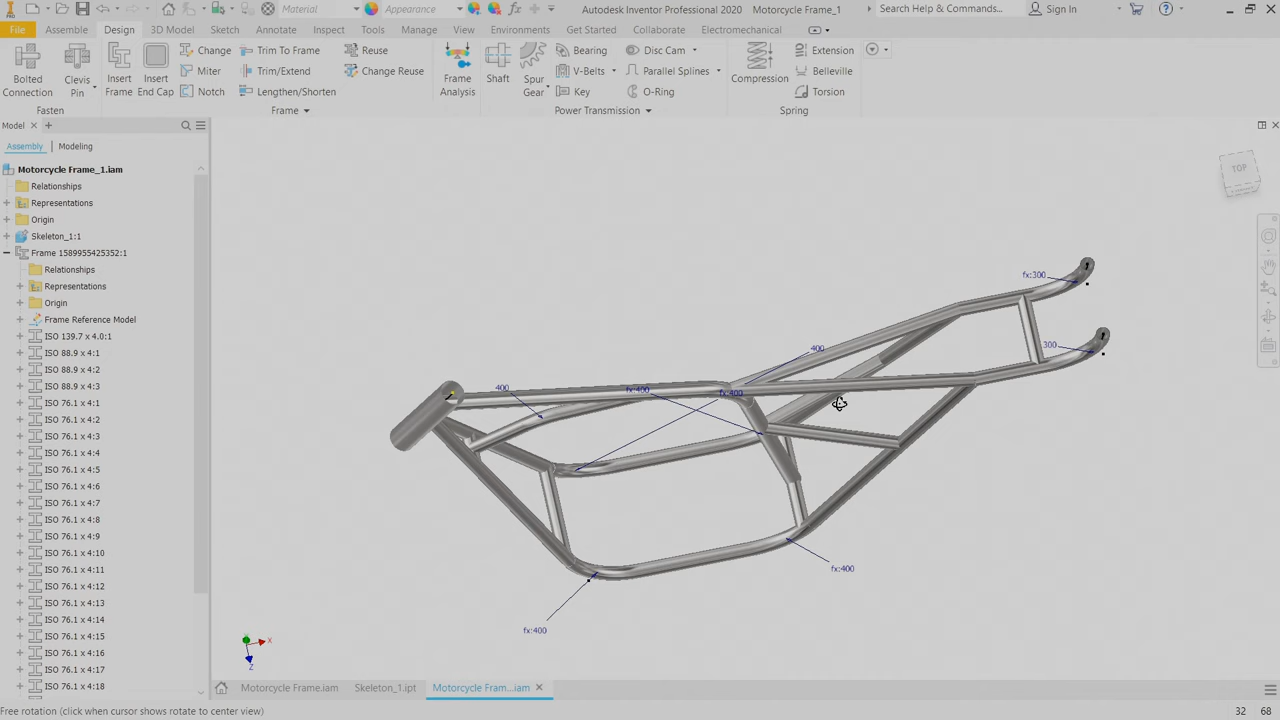 PRO
Material
Appearance
Autodesk Inventor Professional 2020 Motorcycle Frame_1
Search Help & Commands...
Sign In
File
Assembly
Design
3D Model
Sketch
Annotate
Inspect
Tools
Manage
View
Environments
Get Started
Collaborate
Electromechanical
Bolted Connection
Clevis Pin
Insert Frame
Insert End Cap
Change
Miter
Notch
Trim To Frame
Trim/Extend
Lengthen/Shorten
Reuse
Change Reuse
Frame Analysis
Shaft
Spur Gear
Bearing
V-Belts
Key
Disc Cam
Parallel Splines
O-Ring
Compression
Extension
Belleville
Torsion
Fasten
Frame
Power Transmission
Spring
Model
Assembly
Modeling
Motorcycle Frame_1.iam
Relationships
Representations
Origin
Skeleton_1:1
Frame 1589955425352:1
Relationships
Representations
Origin
Frame Reference Model
ISO 139.7 x 4.0:1
ISO 88.9 x 4:1
ISO 88.9 x 4:2
ISO 88.9 x 4:3
ISO 76.1 x 4:1
ISO 76.1 x 4:2
ISO 76.1 x 4:3
ISO 76.1 x 4:4
ISO 76.1 x 4:5
ISO 76.1 x 4:6
ISO 76.1 x 4:7
ISO 76.1 x 4:8
ISO 76.1 x 4:9
ISO 76.1 x 4:10
ISO 76.1 x 4:11
ISO 76.1 x 4:12
ISO 76.1 x 4:13
ISO 76.1 x 4:14
ISO 76.1 x 4:15
ISO 76.1 x 4:16
ISO 76.1 x 4:17
ISO 76.1 x 4:18
TOP
fx:300
300
400
400
fx:400
fx:400
fx:400
fx:400
X
Z
Motorcycle Frame.iam
Skeleton_1.ipt
Motorcycle Fram...iam
Free rotation (click when cursor shows rotate to center view)
32 68